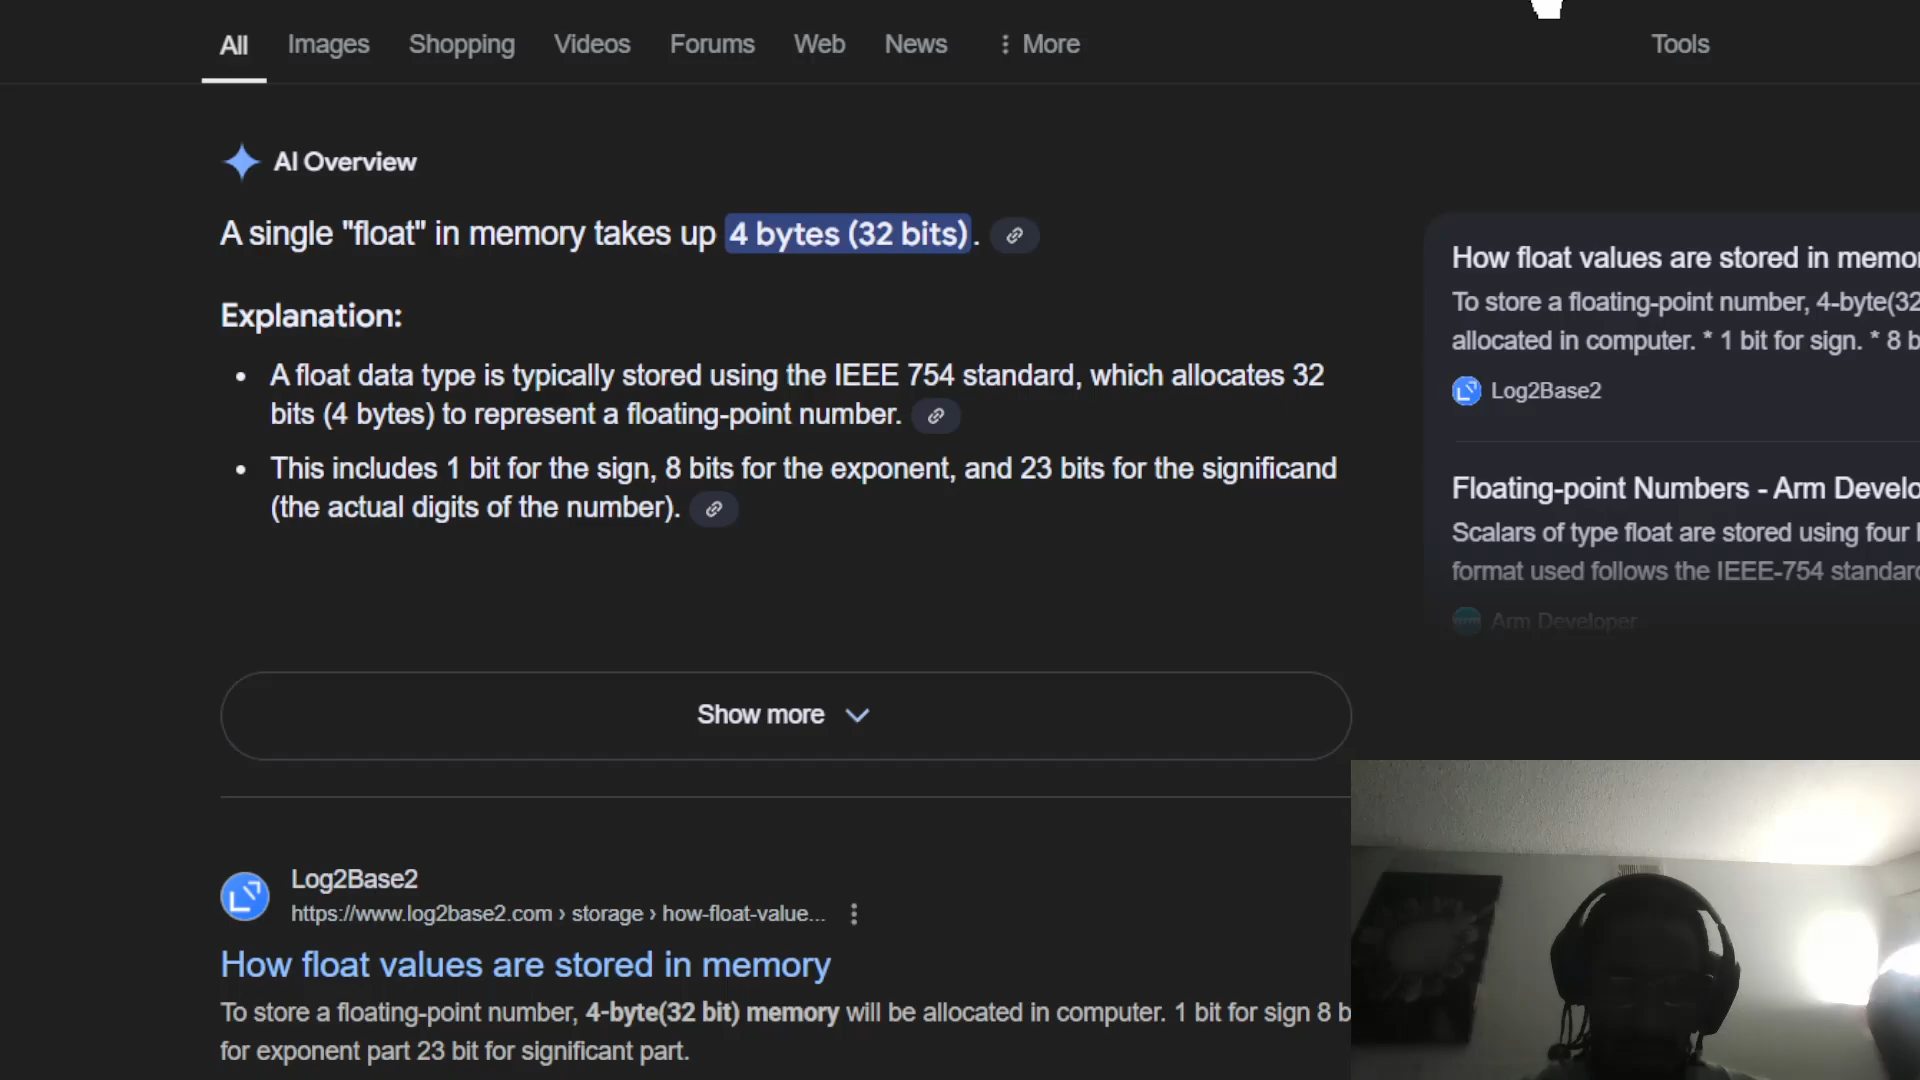 All Images Shopping Videos Forums Web News More Tools
AI Overview
A single "float" in memory takes up 4 bytes (32 bits).
Explanation:
• A float data type is typically stored using the IEEE 754 standard, which allocates 32
bits (4 bytes) to represent a floating-point number.
• This includes 1 bit for the sign, 8 bits for the exponent, and 23 bits for the significand
(the actual digits of the number).
Show more
How float values are stored in memor
To store a floating-point number, 4-byte(32
allocated in computer. * 1 bit for sign. * 8 b
Log2Base2
Floating-point Numbers - Arm Develo
Scalars of type float are stored using four
format used follows the IEEE-754 standard
Arm Developer
Log2Base2
https://www.log2base2.com › storage › how-float-value...
How float values are stored in memory
To store a floating-point number, 4-byte(32 bit) memory will be allocated in computer. 1 bit for sign 8 b
for exponent part 23 bit for significant part.